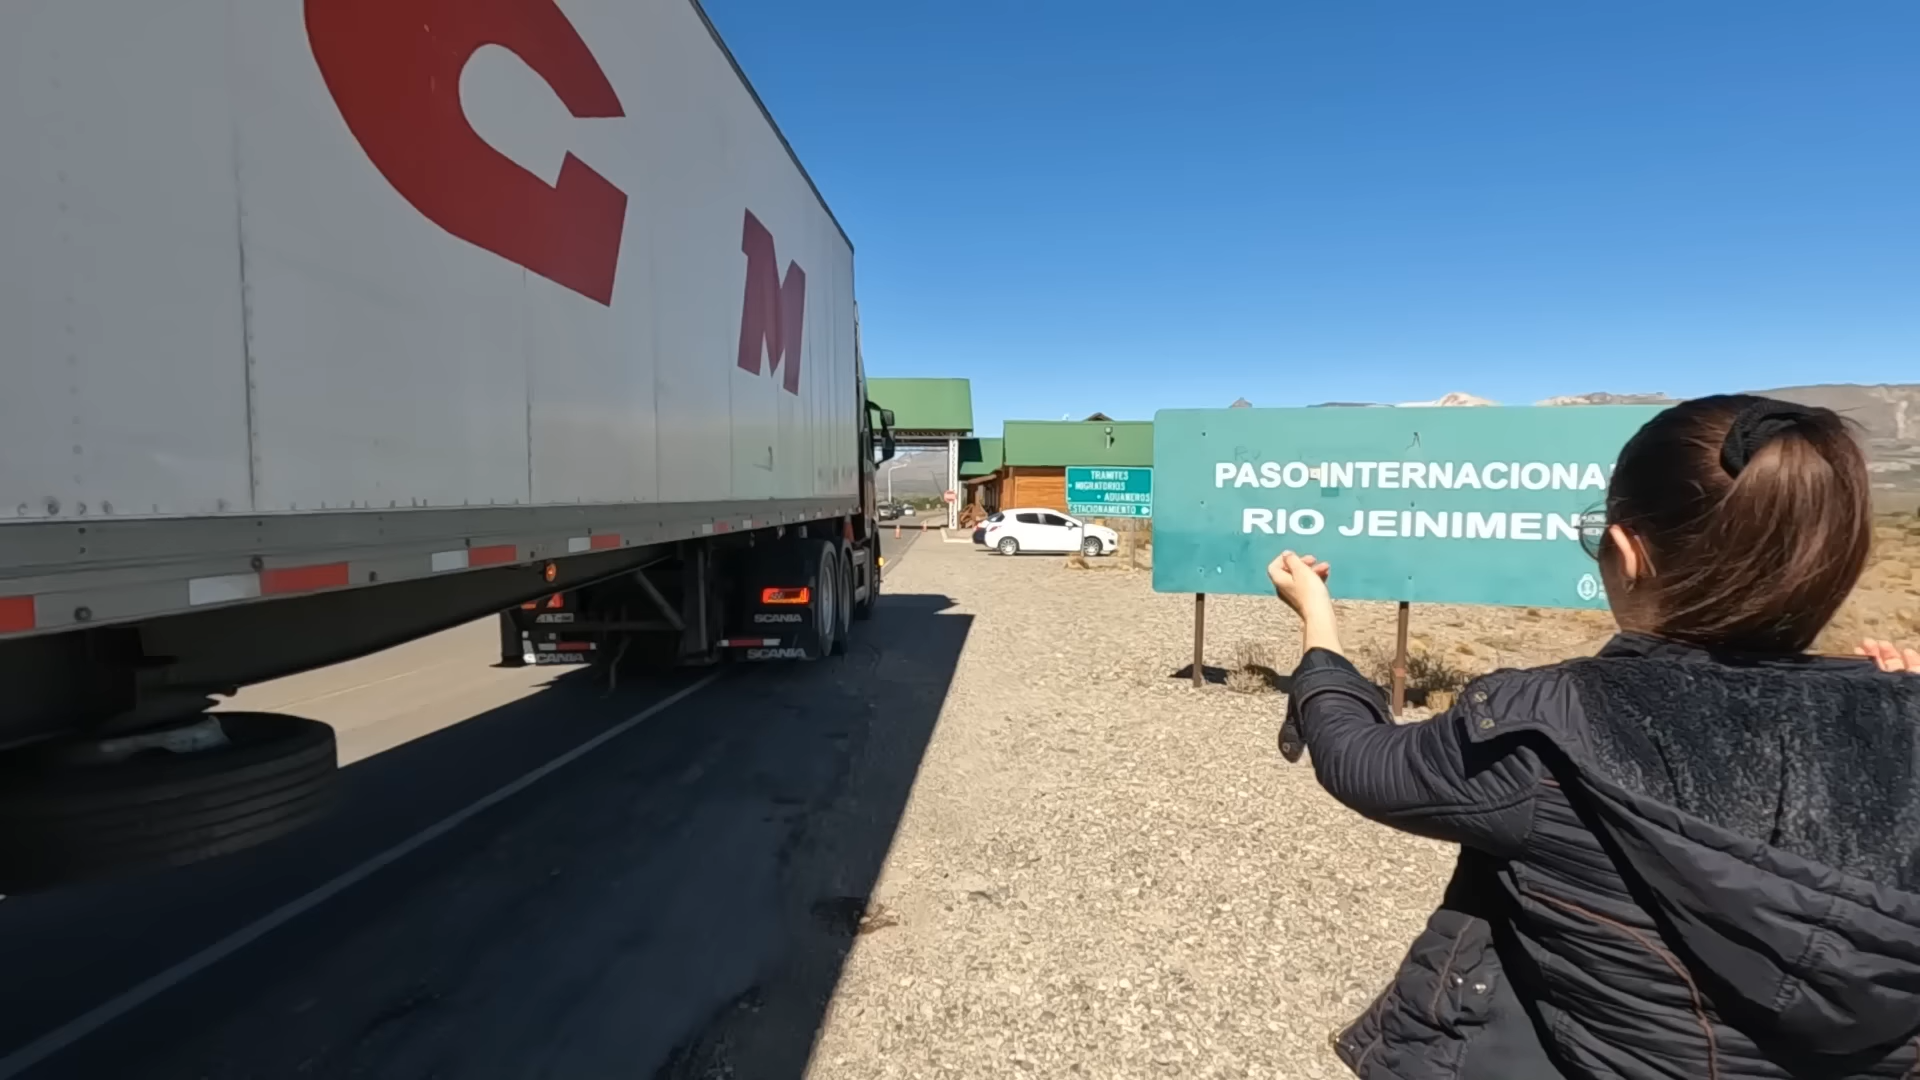 C M
TRAMITES
MIGRATORIOS
ADUANEROS
ESTACIONAMIENTO
PASO INTERNACIONA
RIO JEINIMEN
SCANIA
SCANIA
SCANIA